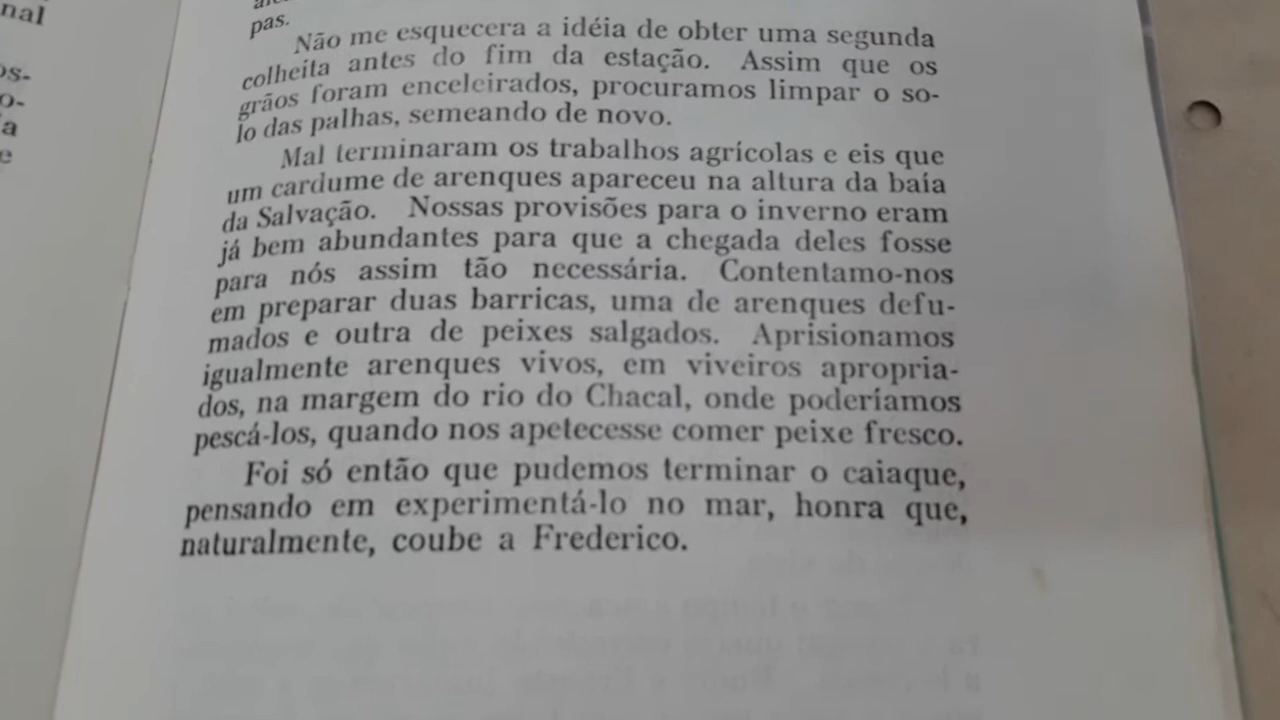 nal
pas.
Não me esquecera a idéia de obter uma segunda
colheita antes do fim da estação. Assim que os
grãos foram enceleirados, procuramos limpar o so-
lo das palhas, semeando de novo.
Mal terminaram os trabalhos agrícolas e eis que
um cardume de arenques apareceu na altura da baía
da Salvação. Nossas provisões para o inverno eram
já bem abundantes para que a chegada deles fosse
para nós assim tão necessária. Contentamo-nos
em preparar duas barricas, uma de arenques defu-
mados e outra de peixes salgados. Aprisionamos
igualmente arenques vivos, em viveiros apropria-
dos, na margem do rio do Chacal, onde poderíamos
pescá-los, quando nos apetecesse comer peixe fresco.
Foi só então que pudemos terminar o caiaque,
pensando em experimentá-lo no mar, honra que,
naturalmente, coube a Frederico.